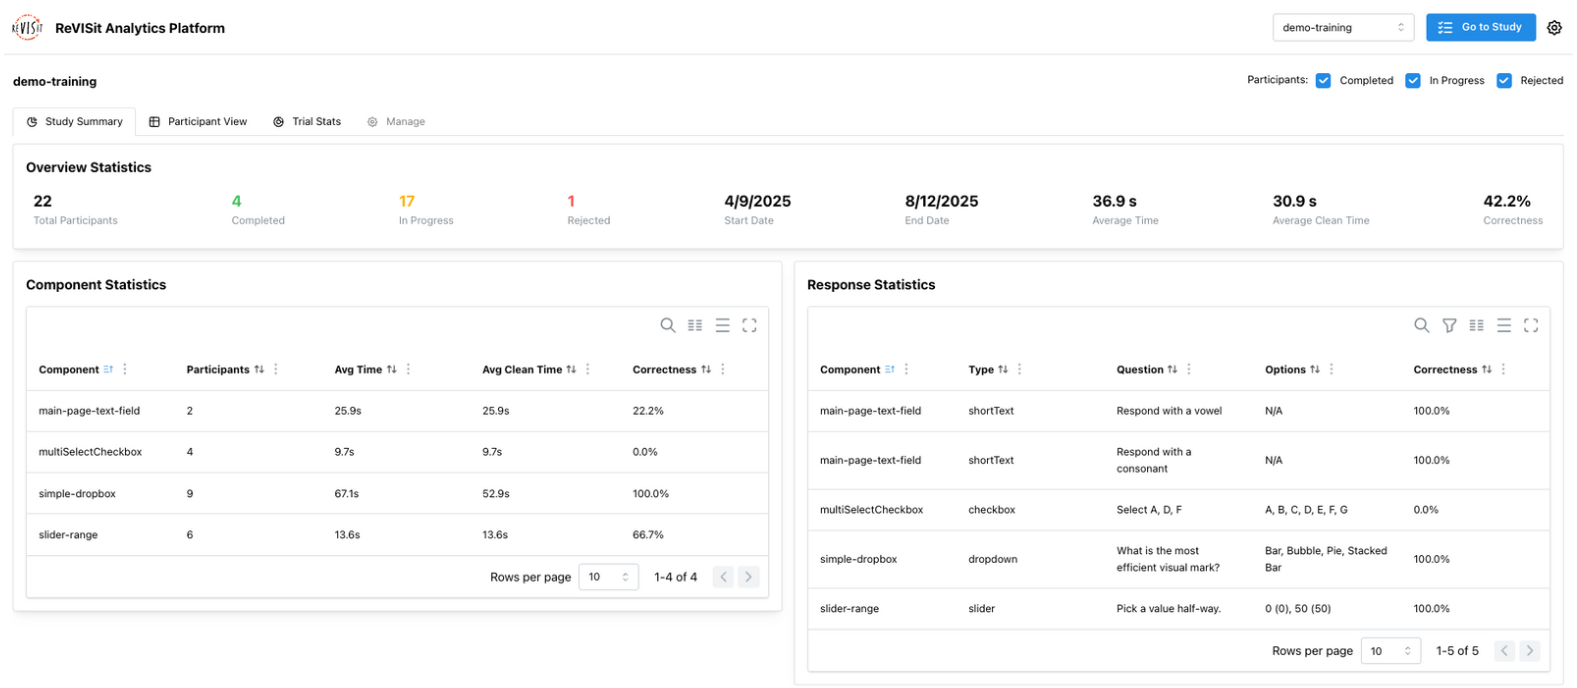 reVISit ReVISit Analytics Platform demo-training Go to Study
demo-training Participants: Completed In Progress Rejected
Study Summary Participant View Trial Stats Manage
Overview Statistics
22 4 17 1 4/9/2025 8/12/2025 36.9 s 30.9 s 42.2%
Total Participants Completed In Progress Rejected Start Date End Date Average Time Average Clean Time Correctness
Component Statistics
Component Participants Avg Time Avg Clean Time Correctness
main-page-text-field 2 25.9s 25.9s 22.2%
multiSelectCheckbox 4 9.7s 9.7s 0.0%
simple-dropbox 9 67.1s 52.9s 100.0%
slider-range 6 13.6s 13.6s 66.7%
Rows per page 10 1-4 of 4
Response Statistics
Component Type Question Options Correctness
main-page-text-field shortText Respond with a vowel N/A 100.0%
main-page-text-field shortText Respond with a consonant N/A 100.0%
multiSelectCheckbox checkbox Select A, D, F A, B, C, D, E, F, G 0.0%
simple-dropbox dropdown What is the most efficient visual mark? Bar, Bubble, Pie, Stacked Bar 100.0%
slider-range slider Pick a value half-way. 0 (0), 50 (50) 100.0%
Rows per page 10 1-5 of 5